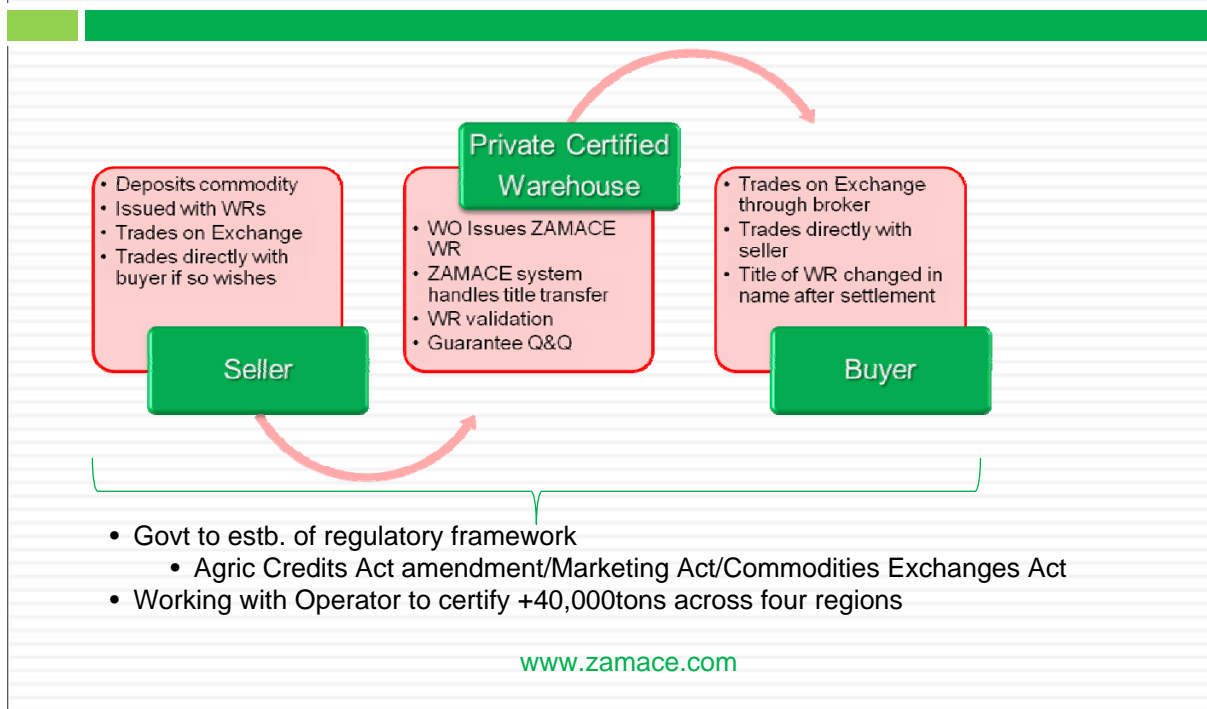 Private Certified
Warehouse
• Deposits commodity
• Issued with WRs
• Trades on Exchange
• Trades directly with
buyer if so wishes
Seller
• WO Issues ZAMACE
WR
• ZAMACE system
handles title transfer
• WR validation
• Guarantee Q&Q
• Trades on Exchange
through broker
• Trades directly with
seller
• Title of WR changed in
name after settlement
Buyer
• Govt to estb. of regulatory framework
• Agric Credits Act amendment/Marketing Act/Commodities Exchanges Act
• Working with Operator to certify +40,000tons across four regions
www.zamace.com